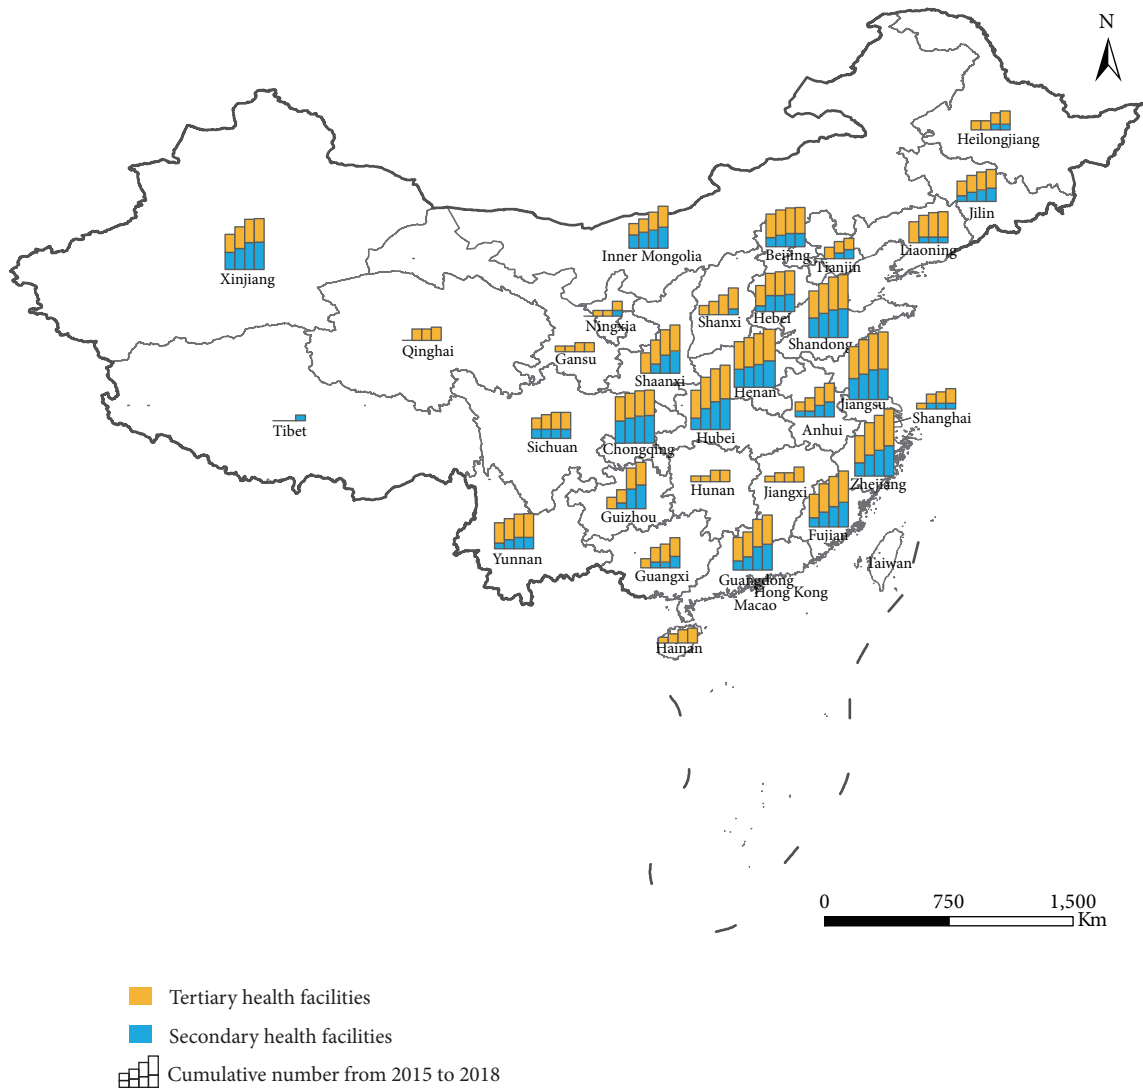 N
Heilongjiang
Jilin
Liaoning
Inner Mongolia
Beijing
Tianjin
Xinjiang
Ningxia
Shanxi
Hebei
Shandong
Qinghai
Gansu
Shaanxi
Henan
Jiangsu
Shanghai
Tibet
Sichuan
Chongqing
Hubei
Anhui
Zhejiang
Hunan
Jiangxi
Guizhou
Fujian
Yunnan
Guangxi
Guangdong
Taiwan
Hong Kong
Macao
Hainan
0 750 1,500
Km
Tertiary health facilities
Secondary health facilities
Cumulative number from 2015 to 2018